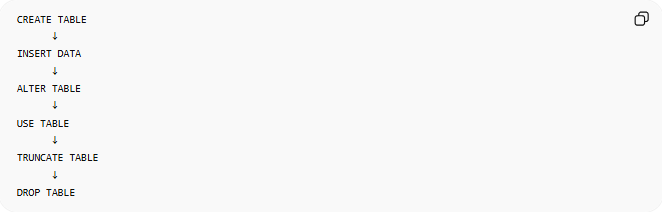 CREATE TABLE
↓
INSERT DATA
↓
ALTER TABLE
↓
USE TABLE
↓
TRUNCATE TABLE
↓
DROP TABLE